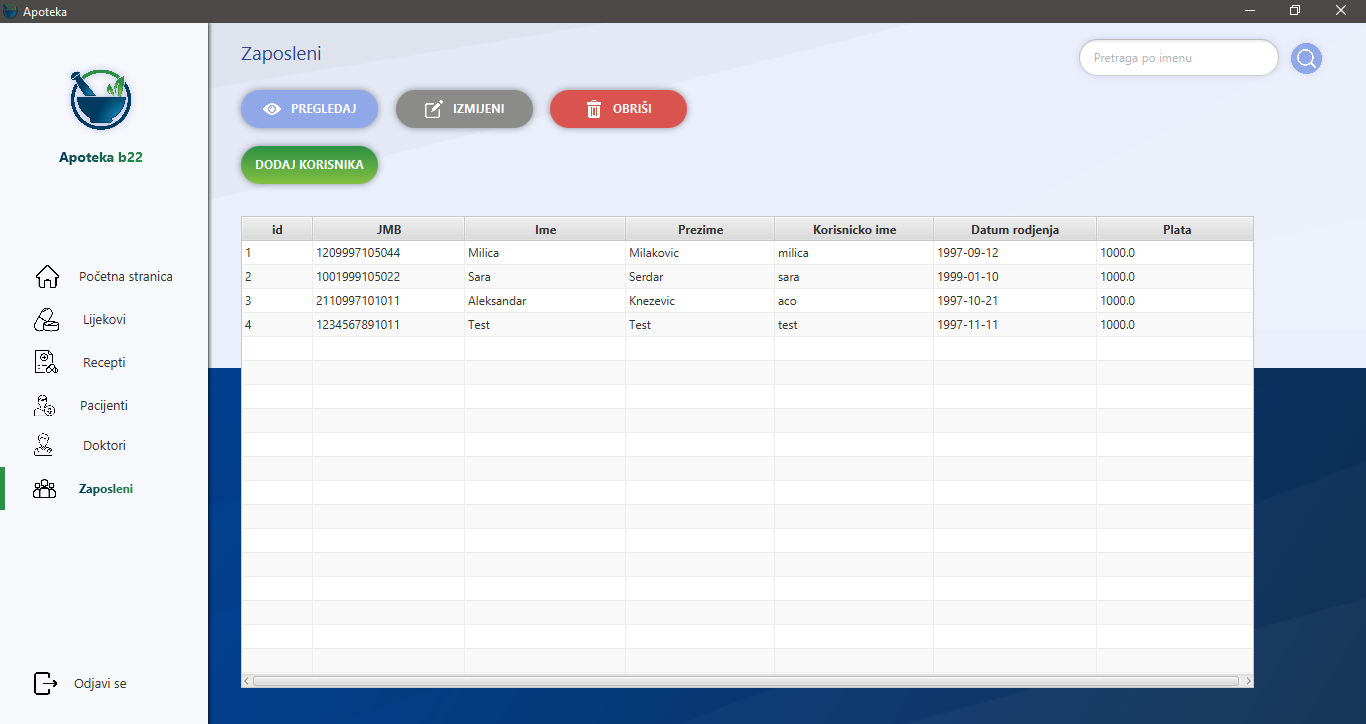 Apoteka
Apoteka b22
Početna stranica
Lijekovi
Recepti
Pacijenti
Doktori
Zaposleni
Odjavi se
Zaposleni
Pretraga po imenu
PREGLEDAJ IZMIJENI OBRIŠI
DODAJ KORISNIKA
id JMB Ime Prezime Korisnicko ime Datum rodjenja Plata
1 1209997105044 Milica Milakovic milica 1997-09-12 1000.0
2 1001999105022 Sara Serdar sara 1999-01-10 1000.0
3 2110997101011 Aleksandar Knezevic aco 1997-10-21 1000.0
4 1234567891011 Test Test test 1997-11-11 1000.0